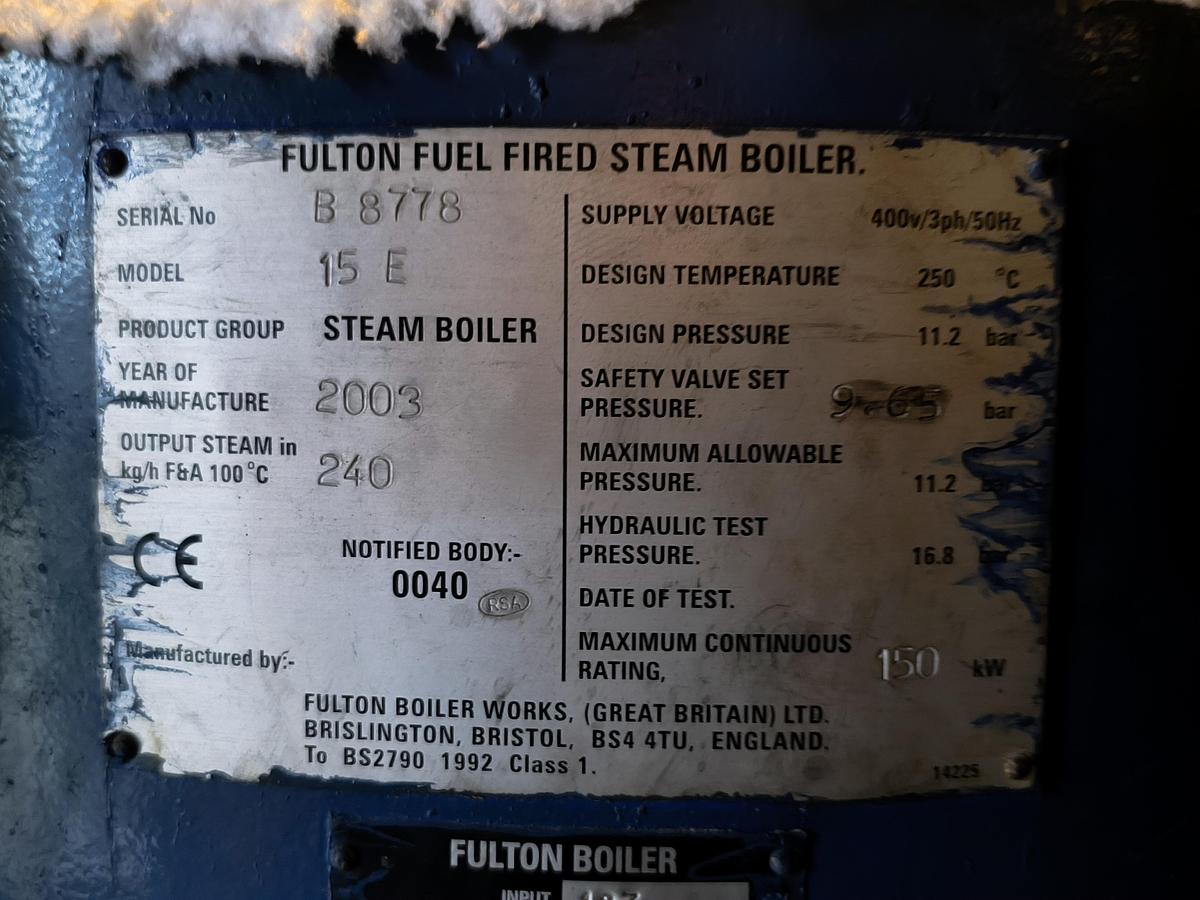 FULTON FUEL FIRED STEAM BOILER.
SERIAL No B 8778
MODEL 15 E
PRODUCT GROUP STEAM BOILER
YEAR OF
MANUFACTURE 2003
OUTPUT STEAM in
kg/h F&A 100°C 240
CE
NOTIFIED BODY:-
0040
RSA
Manufactured by:-
SUPPLY VOLTAGE 400v/3ph/50Hz
DESIGN TEMPERATURE 250 °C
DESIGN PRESSURE 11.2 bar
SAFETY VALVE SET
PRESSURE. 9.65 bar
MAXIMUM ALLOWABLE
PRESSURE. 11.2 bar
HYDRAULIC TEST
PRESSURE. 16.8 bar
DATE OF TEST.
MAXIMUM CONTINUOUS
RATING, 150 kW
FULTON BOILER WORKS, (GREAT BRITAIN) LTD.
BRISLINGTON, BRISTOL, BS4 4TU, ENGLAND.
To BS2790 1992 Class 1.
14225
FULTON BOILER
INPUT